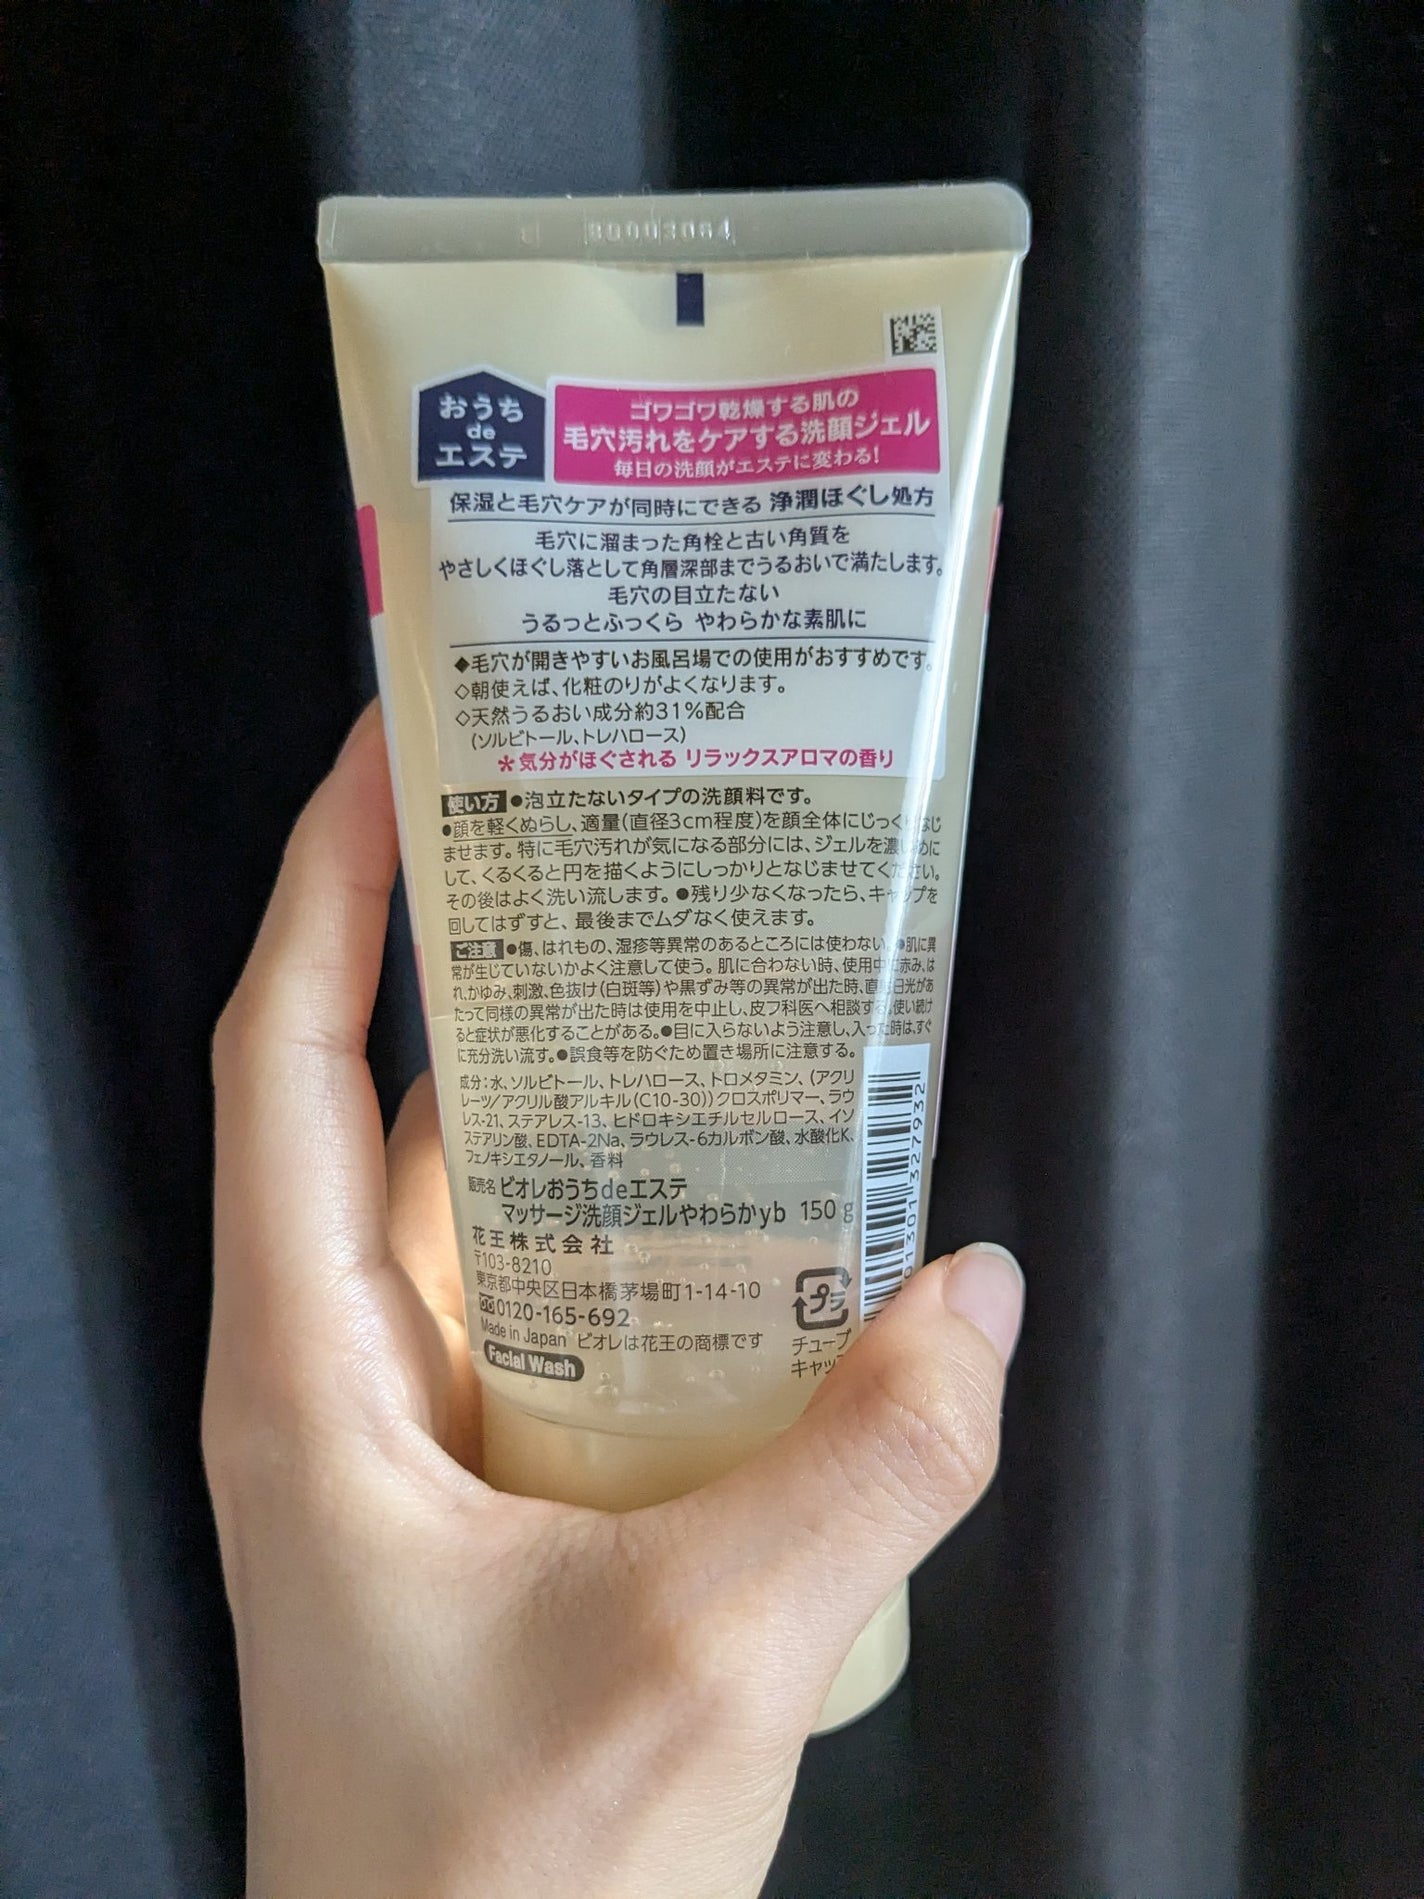 おうち
de
エステ
ゴワゴワ乾燥する肌の
毛穴汚れをケアする洗顔ジェル
毎日の洗顔がエステに変わる!
保湿と毛穴ケアが同時にできる 浄潤ほぐし処方
毛穴に溜まった角栓と古い角質を
やさしくほぐし落として角層深部までうるおいで満たします。
毛穴の目立たない
うるっとふっくら やわらかな素肌に
◆毛穴が開きやすいお風呂場での使用がおすすめです。
◇朝使えば、化粧のりがよくなります。
◇天然うるおい成分約31%配合
(ソルビトール、トレハロース)
*気分がほぐされる リラックスアロマの香り
使い方 ●泡立たないタイプの洗顔料です。
●顔を軽くぬらし、適量(直径3cm程度)を顔全体にじっくりなじ
ませます。特に毛穴汚れが気になる部分には、ジェルを濃いめに
して、くるくると円を描くようにしっかりとなじませてください。
その後はよく洗い流します。●残り少なくなったら、キャップを
回してはずすと、最後までムダなく使えます。
ご注意 ●傷、はれもの、湿疹等異常のあるところには使わない。●肌に異
常が生じていないかよく注意して使う。肌に合わない時、使用中に赤み、は
れ、かゆみ、刺激、色抜け(白斑等)や黒ずみ等の異常が出た時、直射日光があ
たって同様の異常が出た時は使用を中止し、皮フ科医へ相談する。使い続け
ると症状が悪化することがある。●目に入らないよう注意し、入った時は、すぐ
に充分洗い流す。●誤食等を防ぐため置き場所に注意する。
成分：水、ソルビトール、トレハロース、トロメタミン、(アクリ
レーツ/アクリル酸アルキル(C10-30))クロスポリマー、ラウ
レス-21、ステアレス-13、ヒドロキシエチルセルロース、イソ
ステアリン酸、EDTA-2Na、ラウレス-6カルボン酸、水酸化K、
フェノキシエタノール、香料
販売名 ビオレおうちdeエステ
マッサージ洗顔ジェルやわらかyb 150g
花王株式会社
〒103-8210
東京都中央区日本橋茅場町1-14-10
0120-165-692
Made in Japan ビオレは花王の商標です
Facial Wash
プラ
チューブ
キャッ
901301 327932